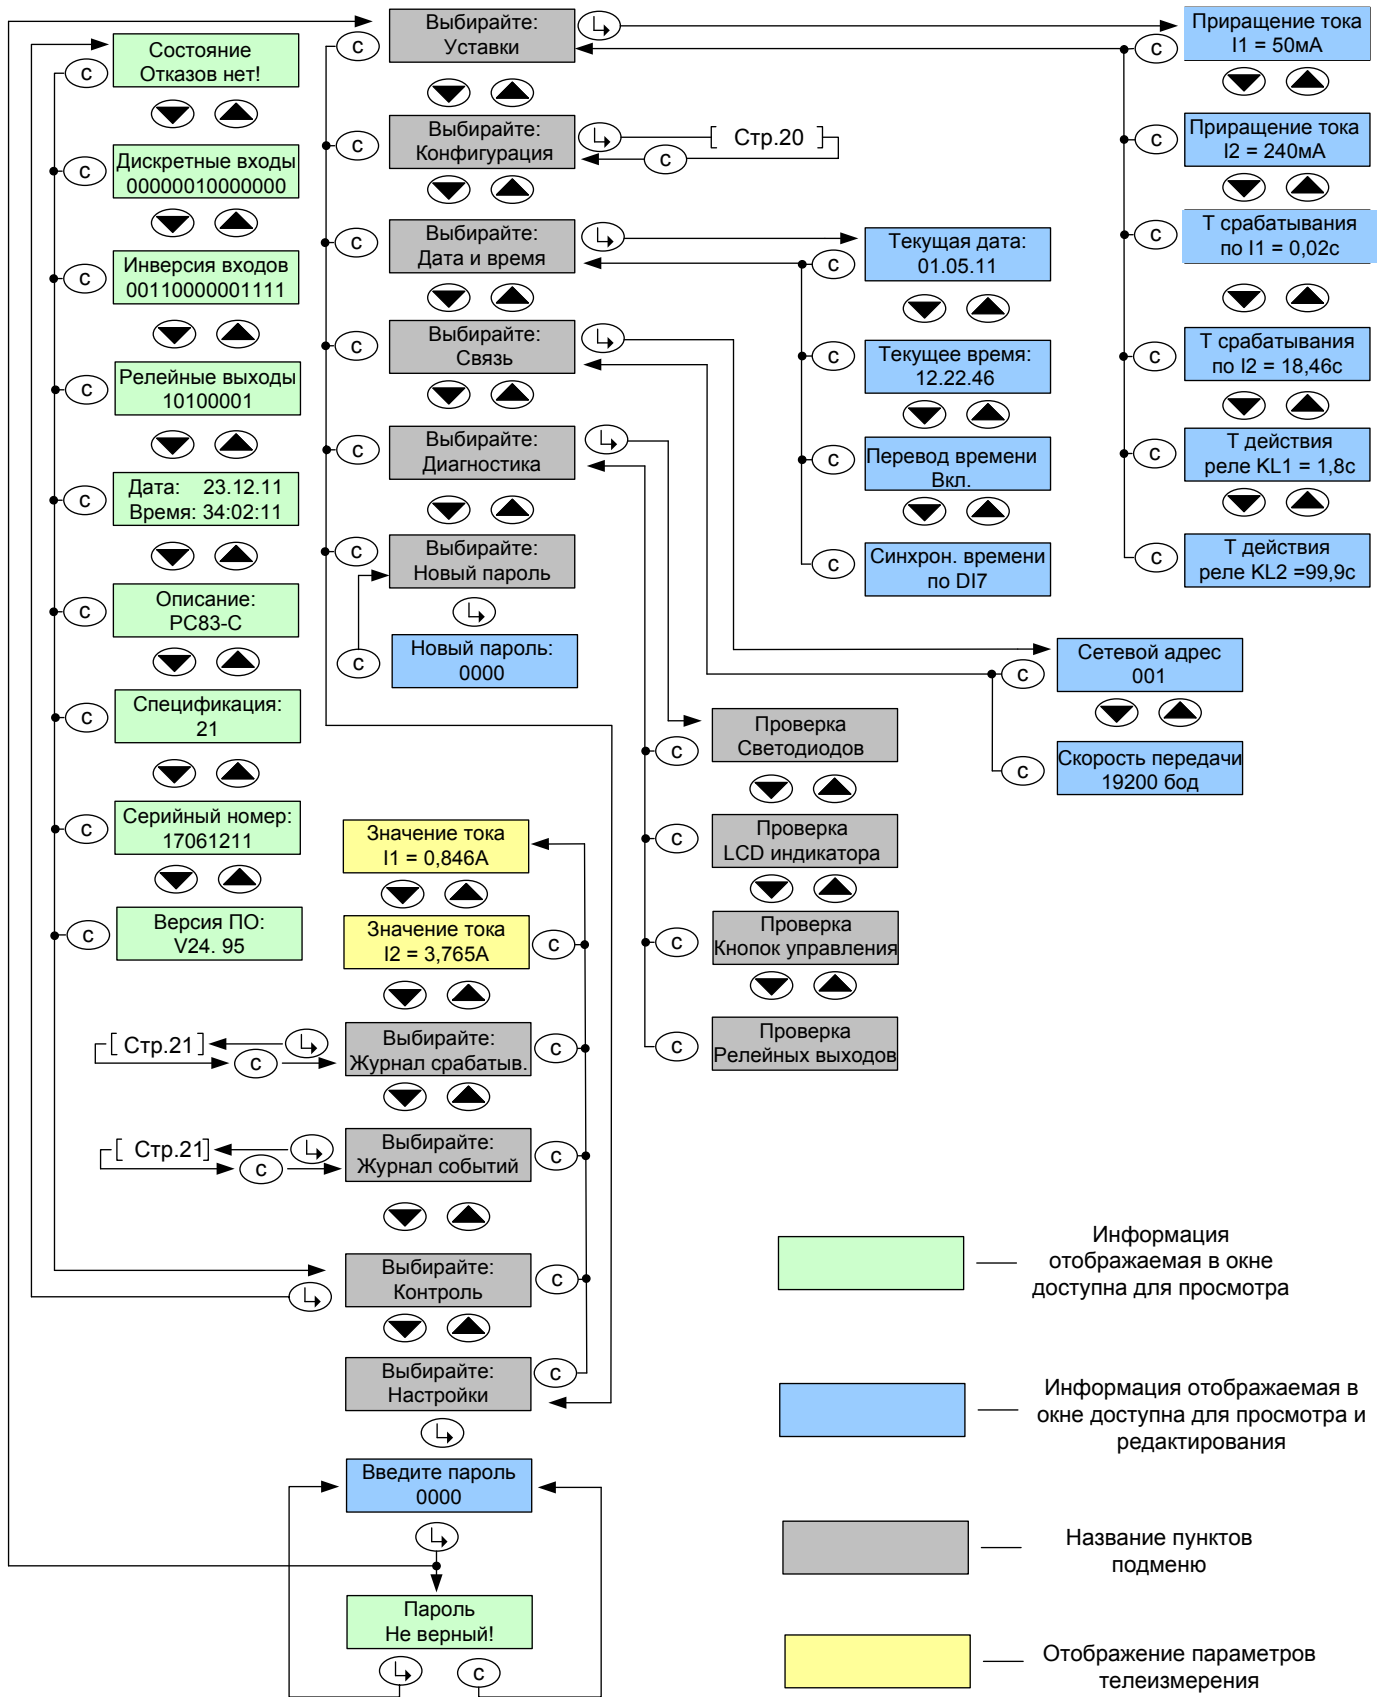 Состояние
Отказов нет!
С
Дискретные входы
00000010000000
С
Инверсия входов
00110000001111
С
Релейные выходы
10100001
С
Дата: 23.12.11
Время: 34:02:11
С
Описание:
РС83-С
С
Спецификация:
21
С
Серийный номер:
17061211
С
Версия ПО:
V24. 95
С
Выбирайте:
Уставки
С
Выбирайте:
Конфигурация
С
[ Стр.20 ]
С
Выбирайте:
Дата и время
С
Выбирайте:
Связь
С
Выбирайте:
Диагностика
С
Выбирайте:
Новый пароль
С
Новый пароль:
0000
С
Приращение тока
I1 = 50мА
С
Приращение тока
I2 = 240мА
С
Т срабатывания
по I1 = 0,02с
С
Т срабатывания
по I2 = 18,46с
С
Т действия
реле KL1 = 1,8с
С
Т действия
реле KL2 =99,9с
С
Текущая дата:
01.05.11
С
Текущее время:
12.22.46
С
Перевод времени
Вкл.
С
Синхрон. времени
по DI7
С
Сетевой адрес
001
С
Скорость передачи
19200 бод
С
Проверка
Светодиодов
С
Проверка
LCD индикатора
С
Проверка
Кнопок управления
С
Проверка
Релейных выходов
С
Значение тока
I1 = 0,846А
Значение тока
I2 = 3,765А
С
[ Стр.21 ]
С
Выбирайте:
Журнал срабатыв.
С
[ Стр.21 ]
С
Выбирайте:
Журнал событий
С
Выбирайте:
Контроль
С
Выбирайте:
Настройки
С
Введите пароль
0000
Пароль
Не верный!
С
Информация
отображаемая в окне
доступна для просмотра
Информация отображаемая в
окне доступна для просмотра и
редактирования
Название пунктов
подменю
Отображение параметров
телеизмерения